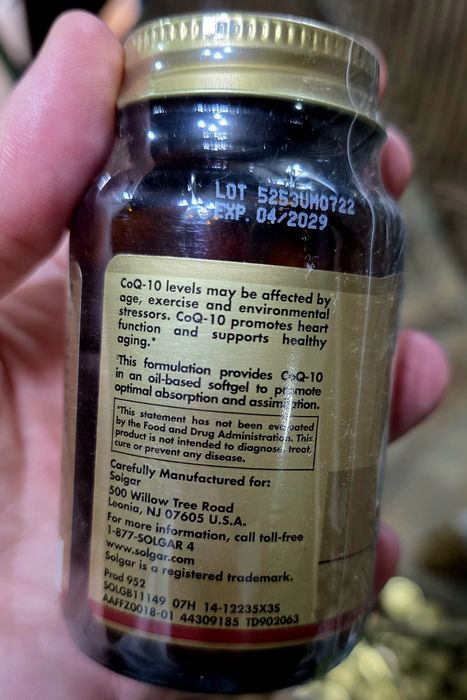 LOT 5253UH0722
EXP. 04/2029
CoQ-10 levels may be affected by
age, exercise and environmental
stressors. CoQ-10 promotes heart
function and supports healthy
aging.*
This formulation provides CoQ-10
in an oil-based softgel to promote
optimal absorption and assimilation.
*This statement has not been evaluated
by the Food and Drug Administration. This
product is not intended to diagnose, treat,
cure or prevent any disease.
Carefully Manufactured for:
Solgar
500 Willow Tree Road
Leonia, NJ 07605 U.S.A.
For more information, call toll-free
1-877-SOLGAR 4
www.solgar.com
Solgar is a registered trademark.
Prod 952
SOLGB11149 07H 14-12235X3S
AAFFZ0018-01 44309185 TD902063